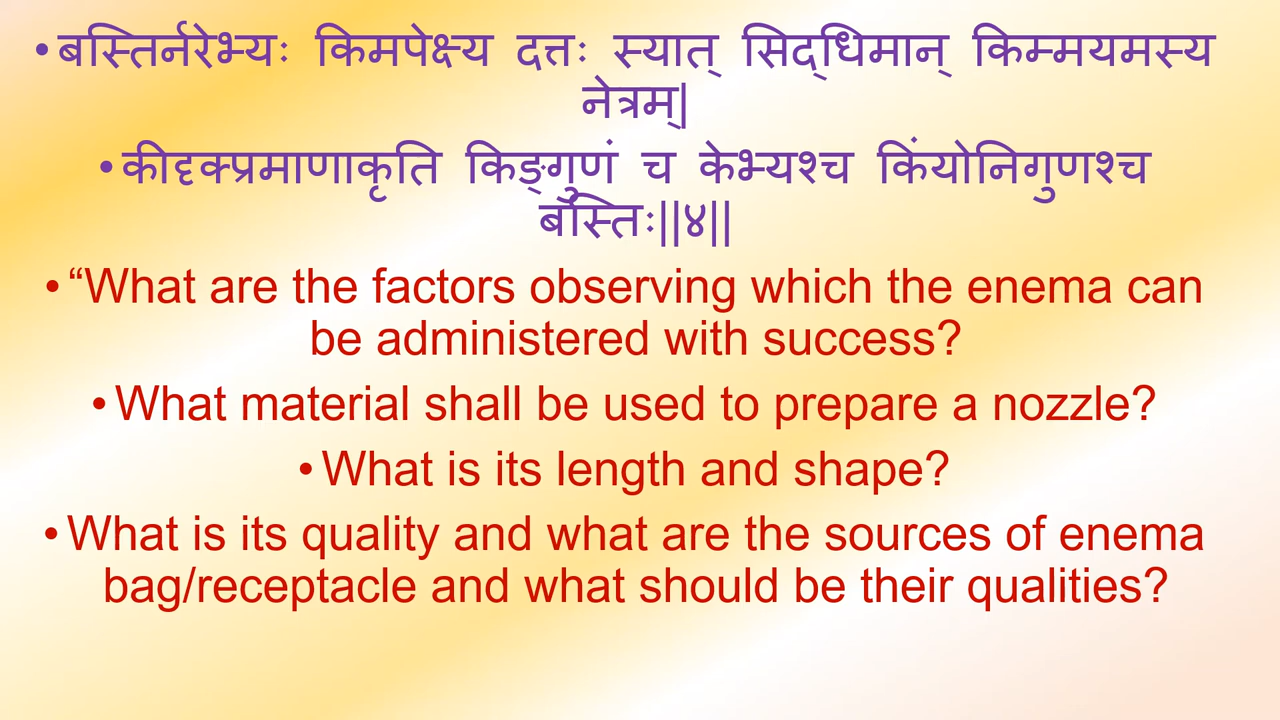 • बस्तिर्नरेभ्यः किमपेक्ष्य दत्तः स्यात् सिद्धिमान् किम्मयमस्य
नेत्रम्|
• कीदृक्प्रमाणाकृति किङ्गुणं च केभ्यश्च किंयोनिगुणश्च
बस्तिः||४||
• “What are the factors observing which the enema can
be administered with success?
• What material shall be used to prepare a nozzle?
• What is its length and shape?
• What is its quality and what are the sources of enema
bag/receptacle and what should be their qualities?